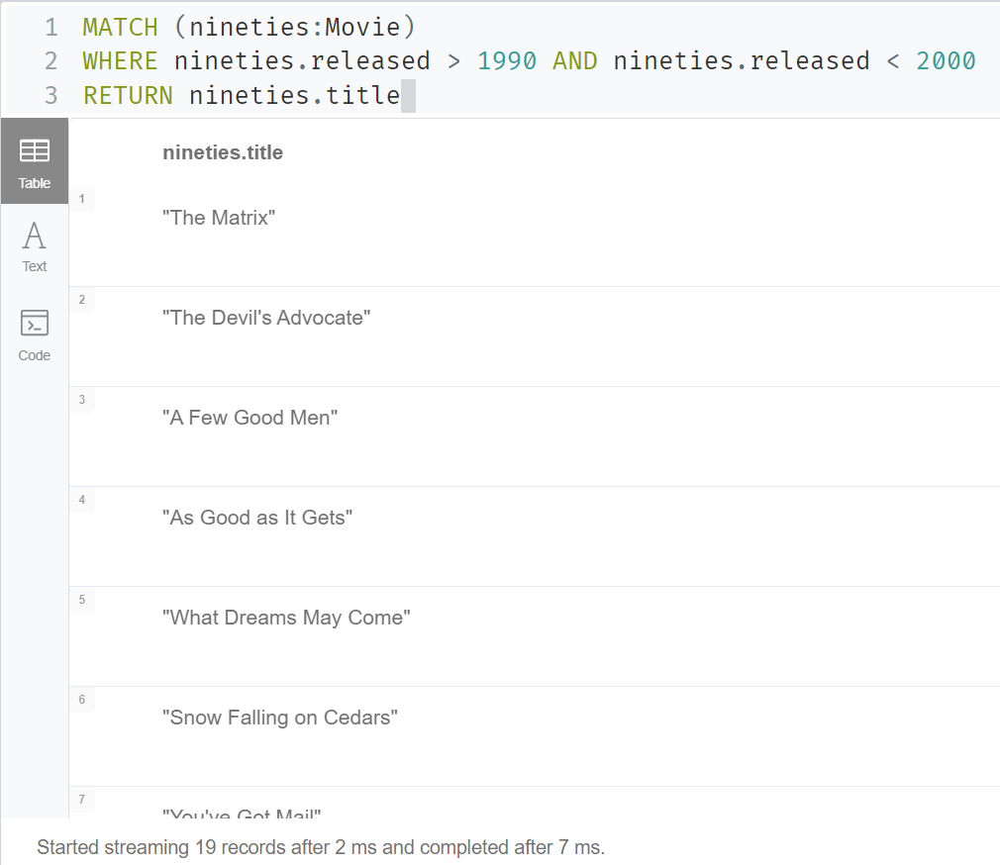 1 MATCH (nineties:Movie)
2 WHERE nineties.released > 1990 AND nineties.released < 2000
3 RETURN nineties.title
Table
Text
Code
nineties.title
1
"The Matrix"
2
"The Devil's Advocate"
3
"A Few Good Men"
4
"As Good as It Gets"
5
"What Dreams May Come"
6
"Snow Falling on Cedars"
7
"You've Got Mail"
Started streaming 19 records after 2 ms and completed after 7 ms.